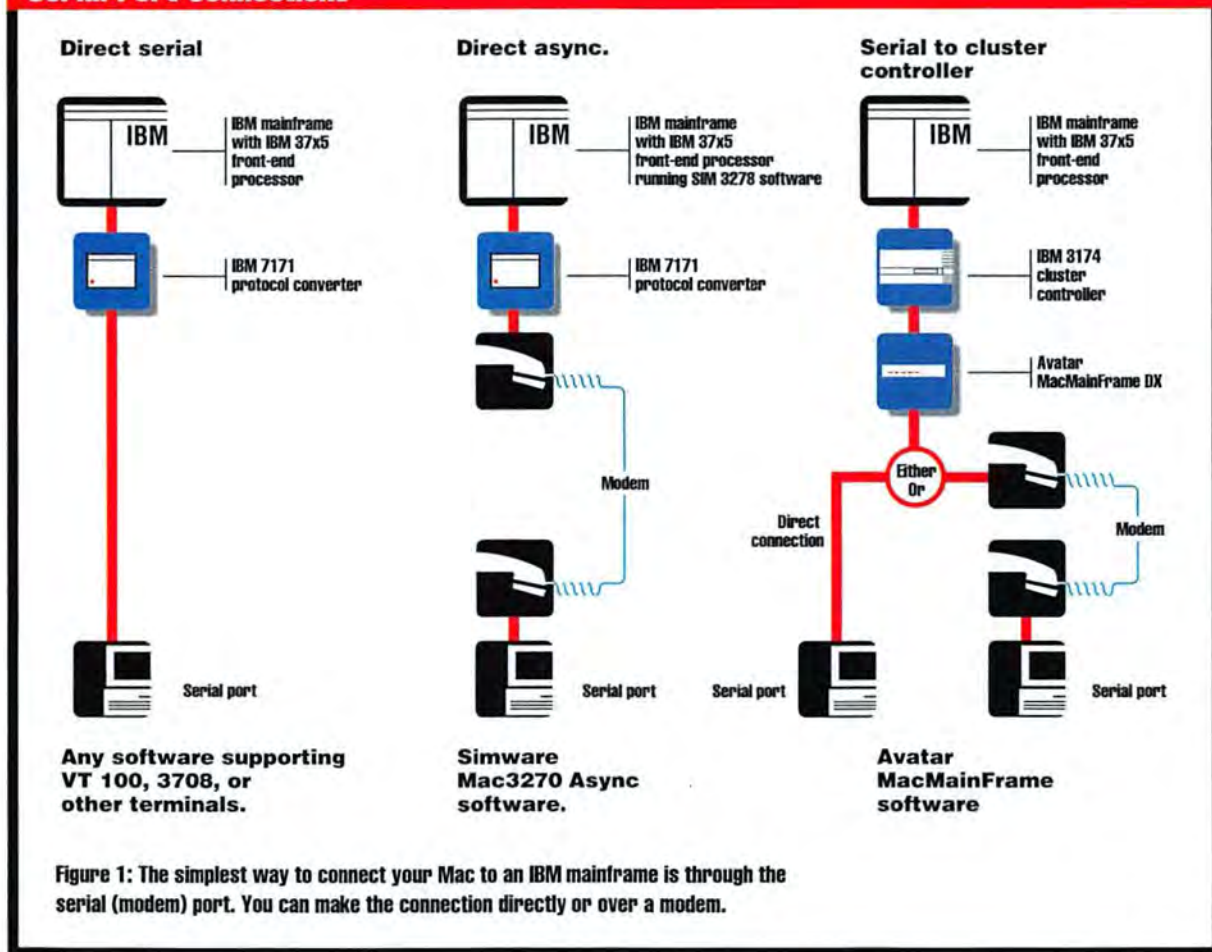 Direct serial
IBM
IBM mainframe
with IBM 37x5
front-end
processor
IBM 7171
protocol converter
Serial port
Any software supporting
VT 100, 3708, or
other terminals.
Direct async.
IBM
IBM mainframe
with IBM 37x5
front-end processor
running SIM 3278 software
IBM 7171
protocol converter
Modem
Serial port
Simware
Mac3270 Async
software.
Serial to cluster
controller
IBM
IBM mainframe
with IBM 37x5
front-end
processor
IBM 3174
cluster
controller
Avatar
MacMainFrame DX
Either
Or
Direct
connection
Modem
Serial port
Serial port
Avatar
MacMainFrame
software
Figure 1: The simplest way to connect your Mac to an IBM mainframe is through the
serial (modem) port. You can make the connection directly or over a modem.